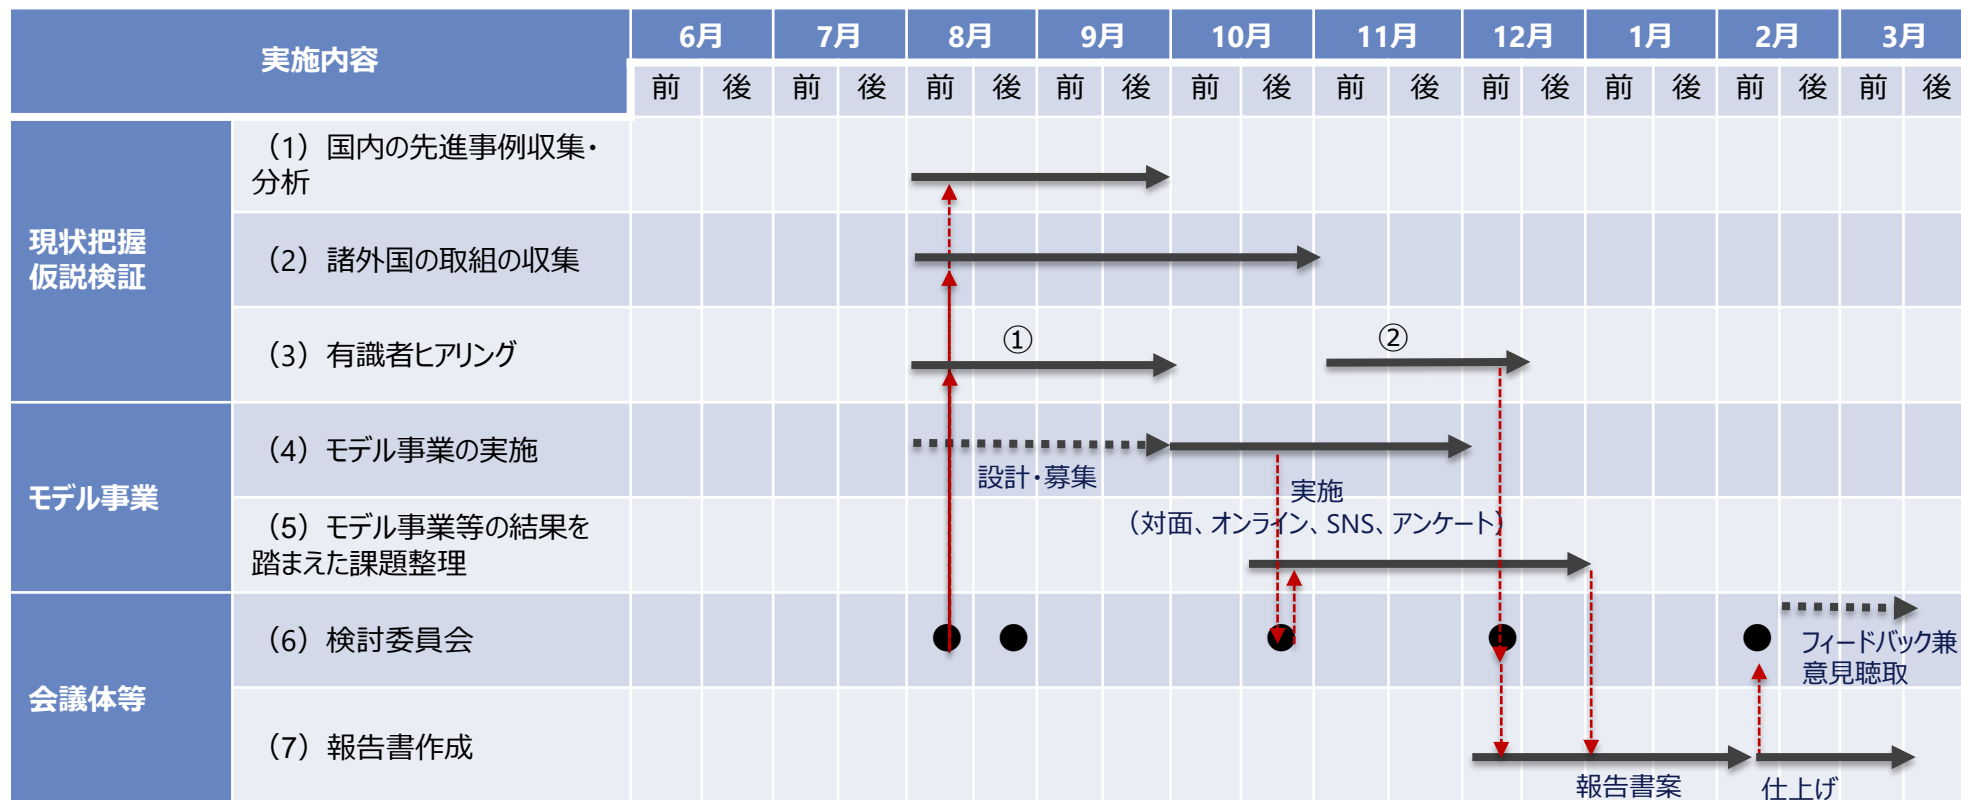 実施内容
6月 7月 8月 9月 10月 11月 12月 1月 2月 3月
前 後 前 後 前 後 前 後 前 後 前 後 前 後 前 後 前 後 前 後
現状把握
仮説検証
（1）国内の先進事例収集・
分析
（2）諸外国の取組の収集
（3）有識者ヒアリング
① ②
モデル事業
（4）モデル事業の実施
設計・募集
実施
（対面、オンライン、SNS、アンケート）
（5）モデル事業等の結果を
踏まえた課題整理
会議体等
（6）検討委員会
フィードバック兼
意見聴取
（7）報告書作成
報告書案 仕上げ